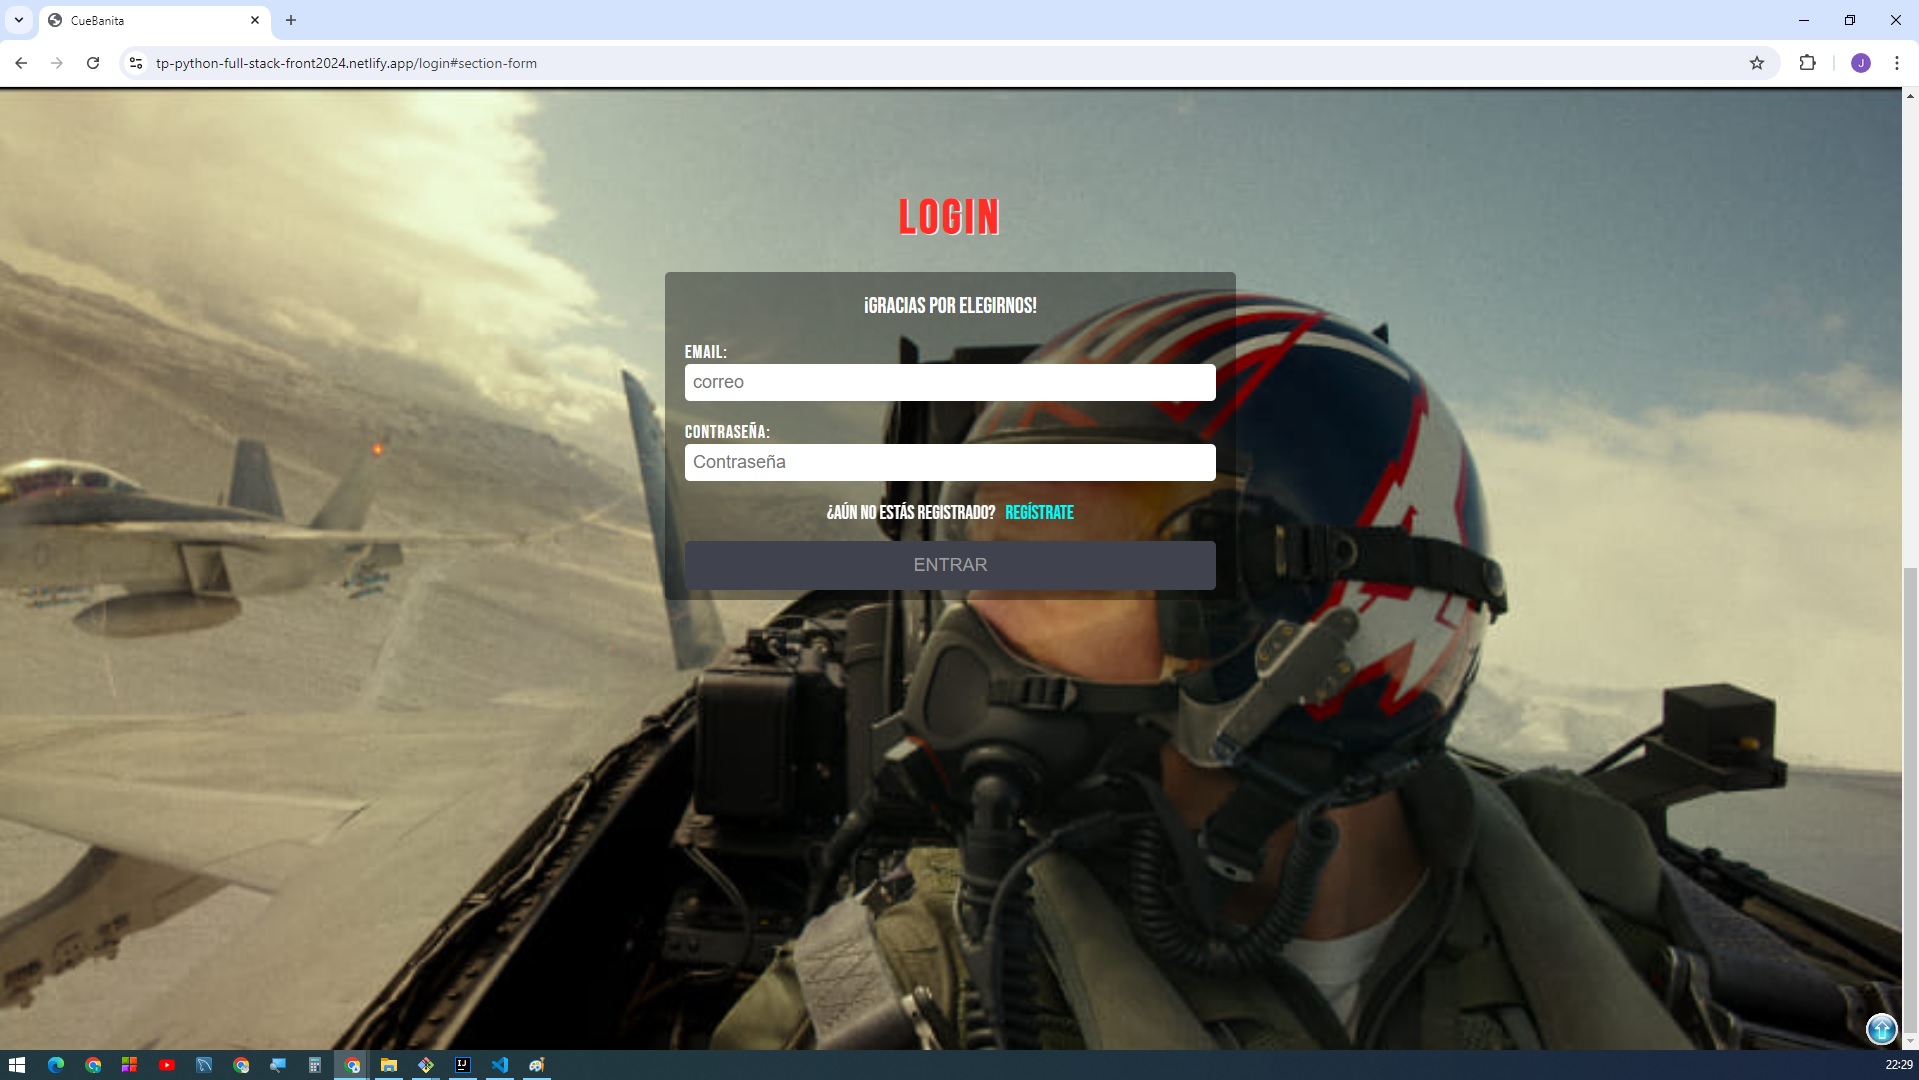 CueBanita
tp-python-full-stack-front2024.netlify.app/login#section-form
J
LOGIN
¡GRACIAS POR ELEGIRNOS!
EMAIL:
correo
CONTRASEÑA:
Contraseña
¿AÚN NO ESTÁS REGISTRADO? REGÍSTRATE
ENTRAR
IJ
22:29